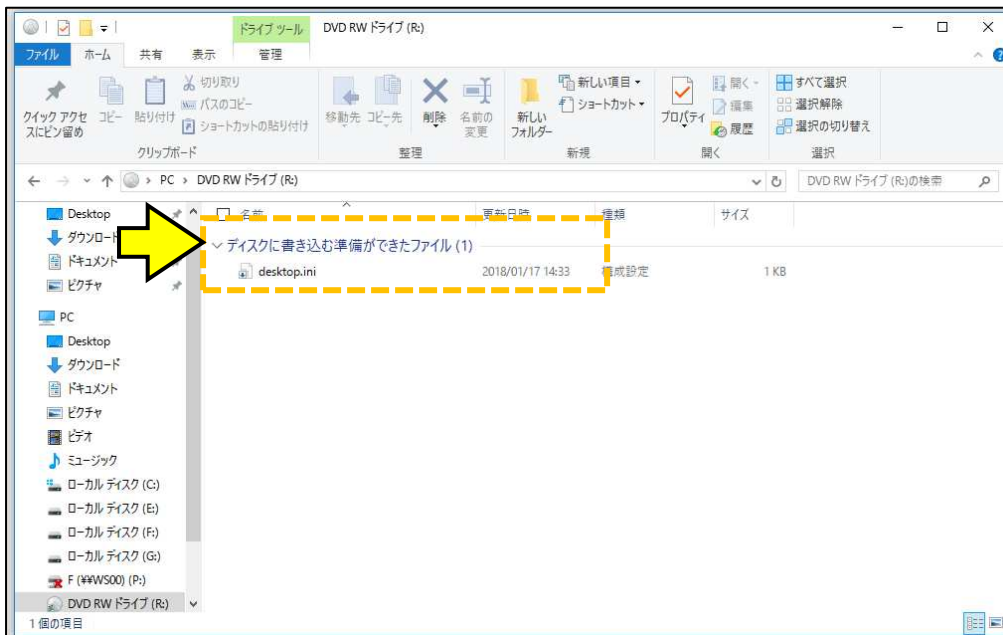 ドライブ ツール DVD RW ドライブ (R:)
ファイル ホーム 共有 表示 管理
クイック アクセスにピン留め
コピー
貼り付け
切り取り
パスのコピー
ショートカットの貼り付け
クリップボード
移動先
コピー先
削除
名前の変更
整理
新しいフォルダー
新しい項目
ショートカット
新規
プロパティ
開く
編集
履歴
開く
すべて選択
選択解除
選択の切り替え
選択
PC > DVD RW ドライブ (R:)
DVD RW ドライブ (R:)の検索
名前 更新日時 種類 サイズ
ディスクに書き込む準備ができたファイル (1)
desktop.ini 2018/01/17 14:33 構成設定 1 KB
Desktop
ダウンロード
ドキュメント
ピクチャ
PC
Desktop
ダウンロード
ドキュメント
ピクチャ
ビデオ
ミュージック
ローカル ディスク (C:)
ローカル ディスク (E:)
ローカル ディスク (F:)
ローカル ディスク (G:)
F (¥¥WS00) (P:)
DVD RW ドライブ (R:)
1 個の項目